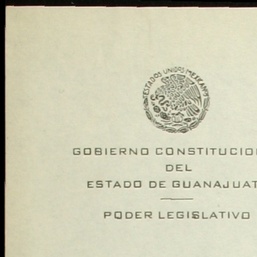 ESTADOS UNIDOS MEXICANOS
GOBIERNO CONSTITUCION
DEL
ESTADO DE GUANAJUAT
PODER LEGISLATIVO